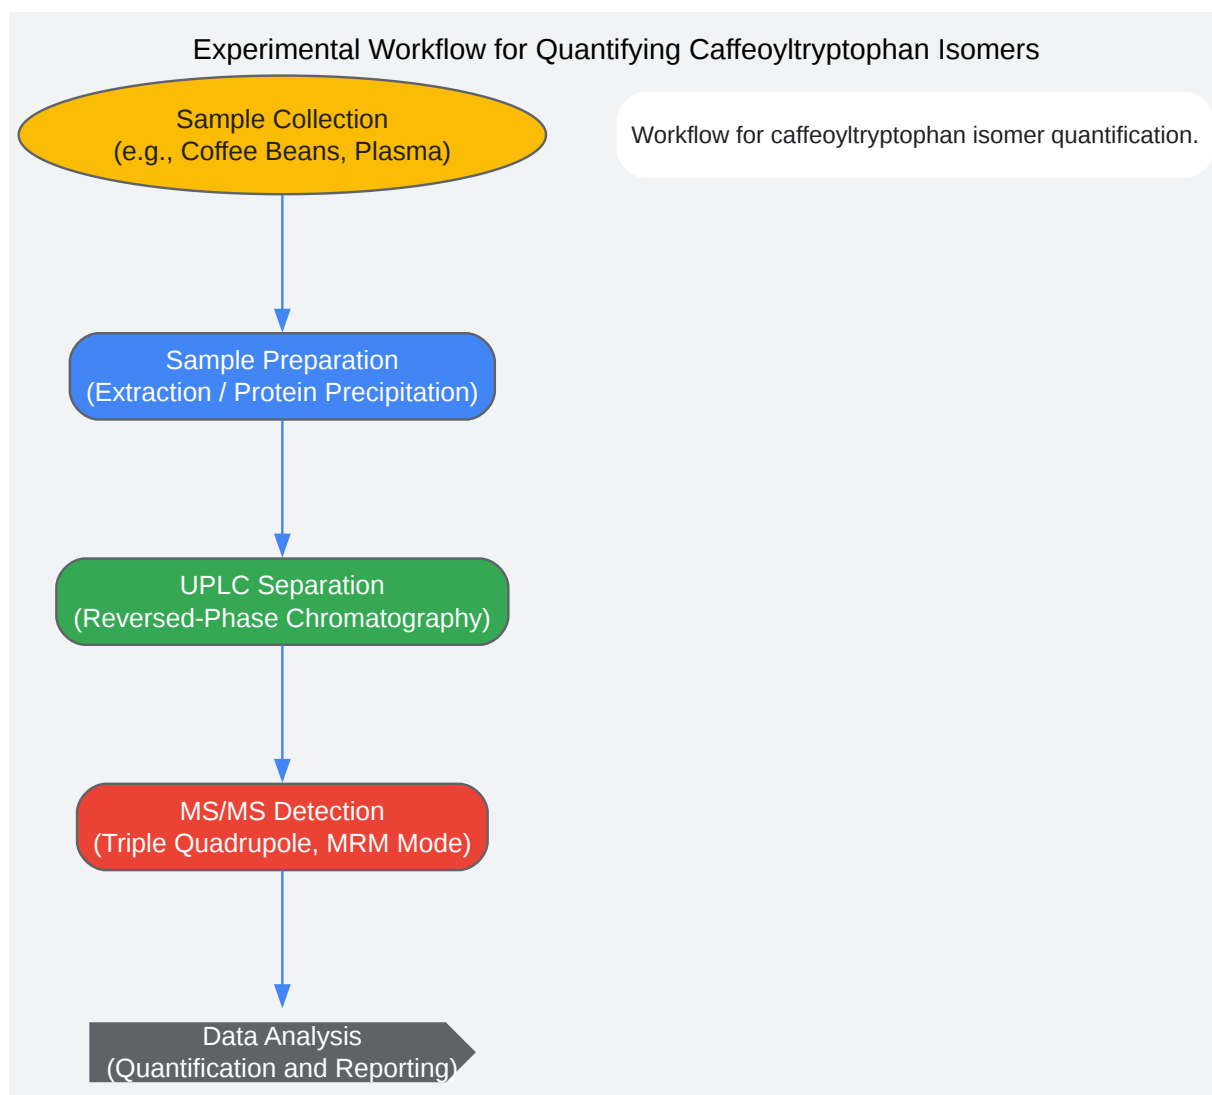 Experimental Workflow for Quantifying Caffeoyltryptophan Isomers
Sample Collection
(e.g., Coffee Beans, Plasma)
Workflow for caffeoyltryptophan isomer quantification.
Sample Preparation
(Extraction / Protein Precipitation)
UPLC Separation
(Reversed-Phase Chromatography)
MS/MS Detection
(Triple Quadrupole, MRM Mode)
Data Analysis
(Quantification and Reporting)